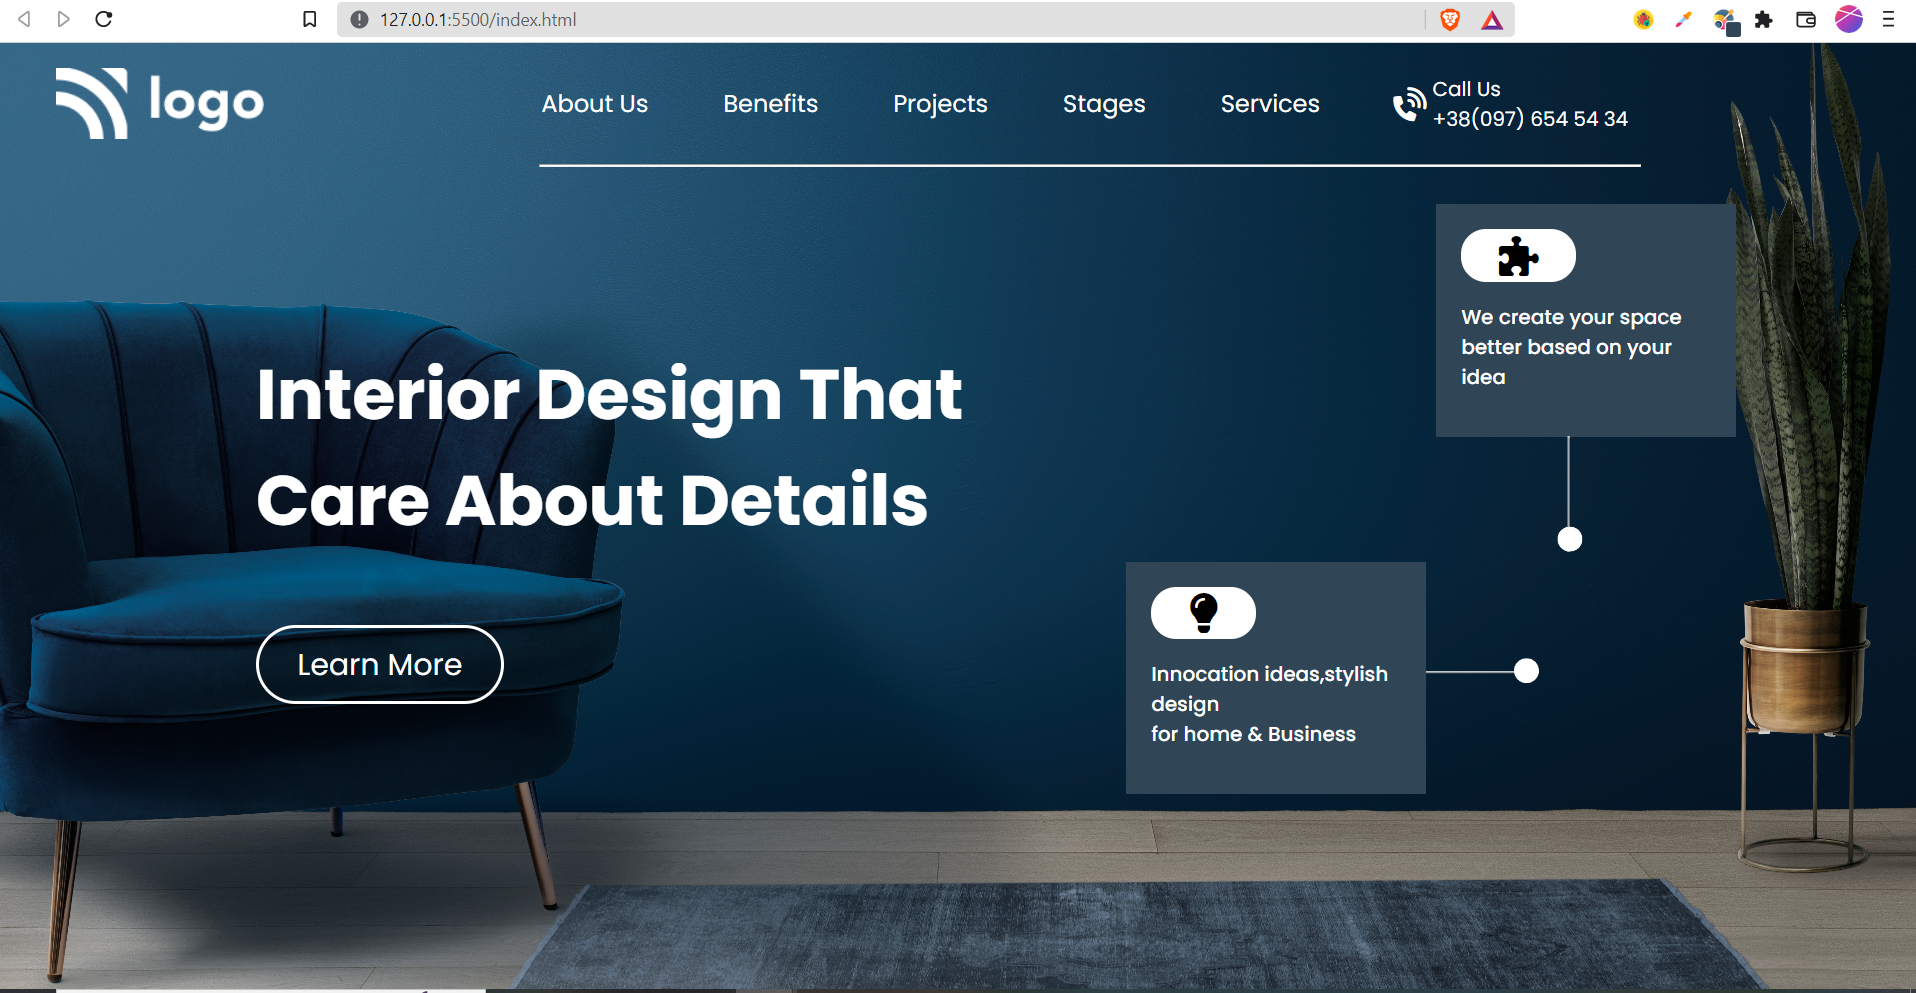 127.0.0.1:5500/index.html
logo
About Us
Benefits
Projects
Stages
Services
Call Us
+38(097) 654 54 34
We create your space
better based on your
idea
Interior Design That
Care About Details
Learn More
Innocation ideas,stylish
design
for home & Business